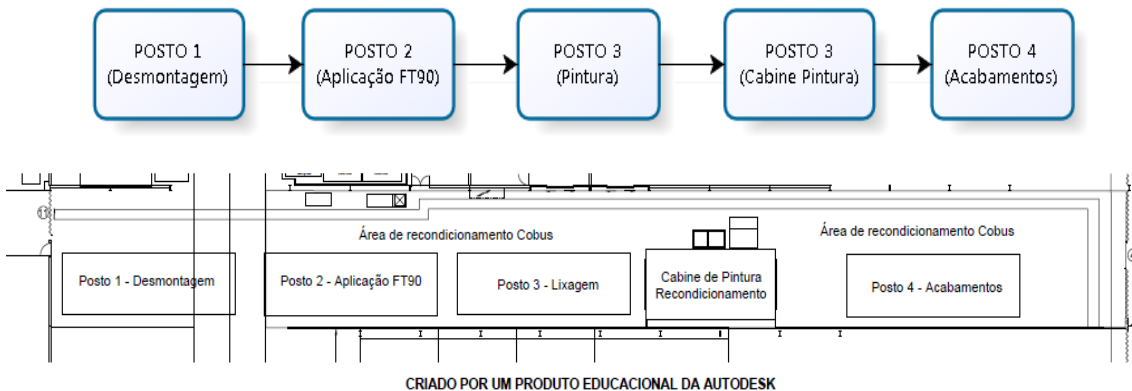 POSTO 1
(Desmontagem)
POSTO 2
(Aplicação FT90)
POSTO 3
(Pintura)
POSTO 3
(Cabine Pintura)
POSTO 4
(Acabamentos)
Área de recondicionamento Cobus
Área de recondicionamento Cobus
Posto 1 - Desmontagem
Posto 2 - Aplicação FT90
Posto 3 - Lixagem
Cabine de Pintura
Recondicionamento
Posto 4 - Acabamentos
CRIADO POR UM PRODUTO EDUCACIONAL DA AUTODESK